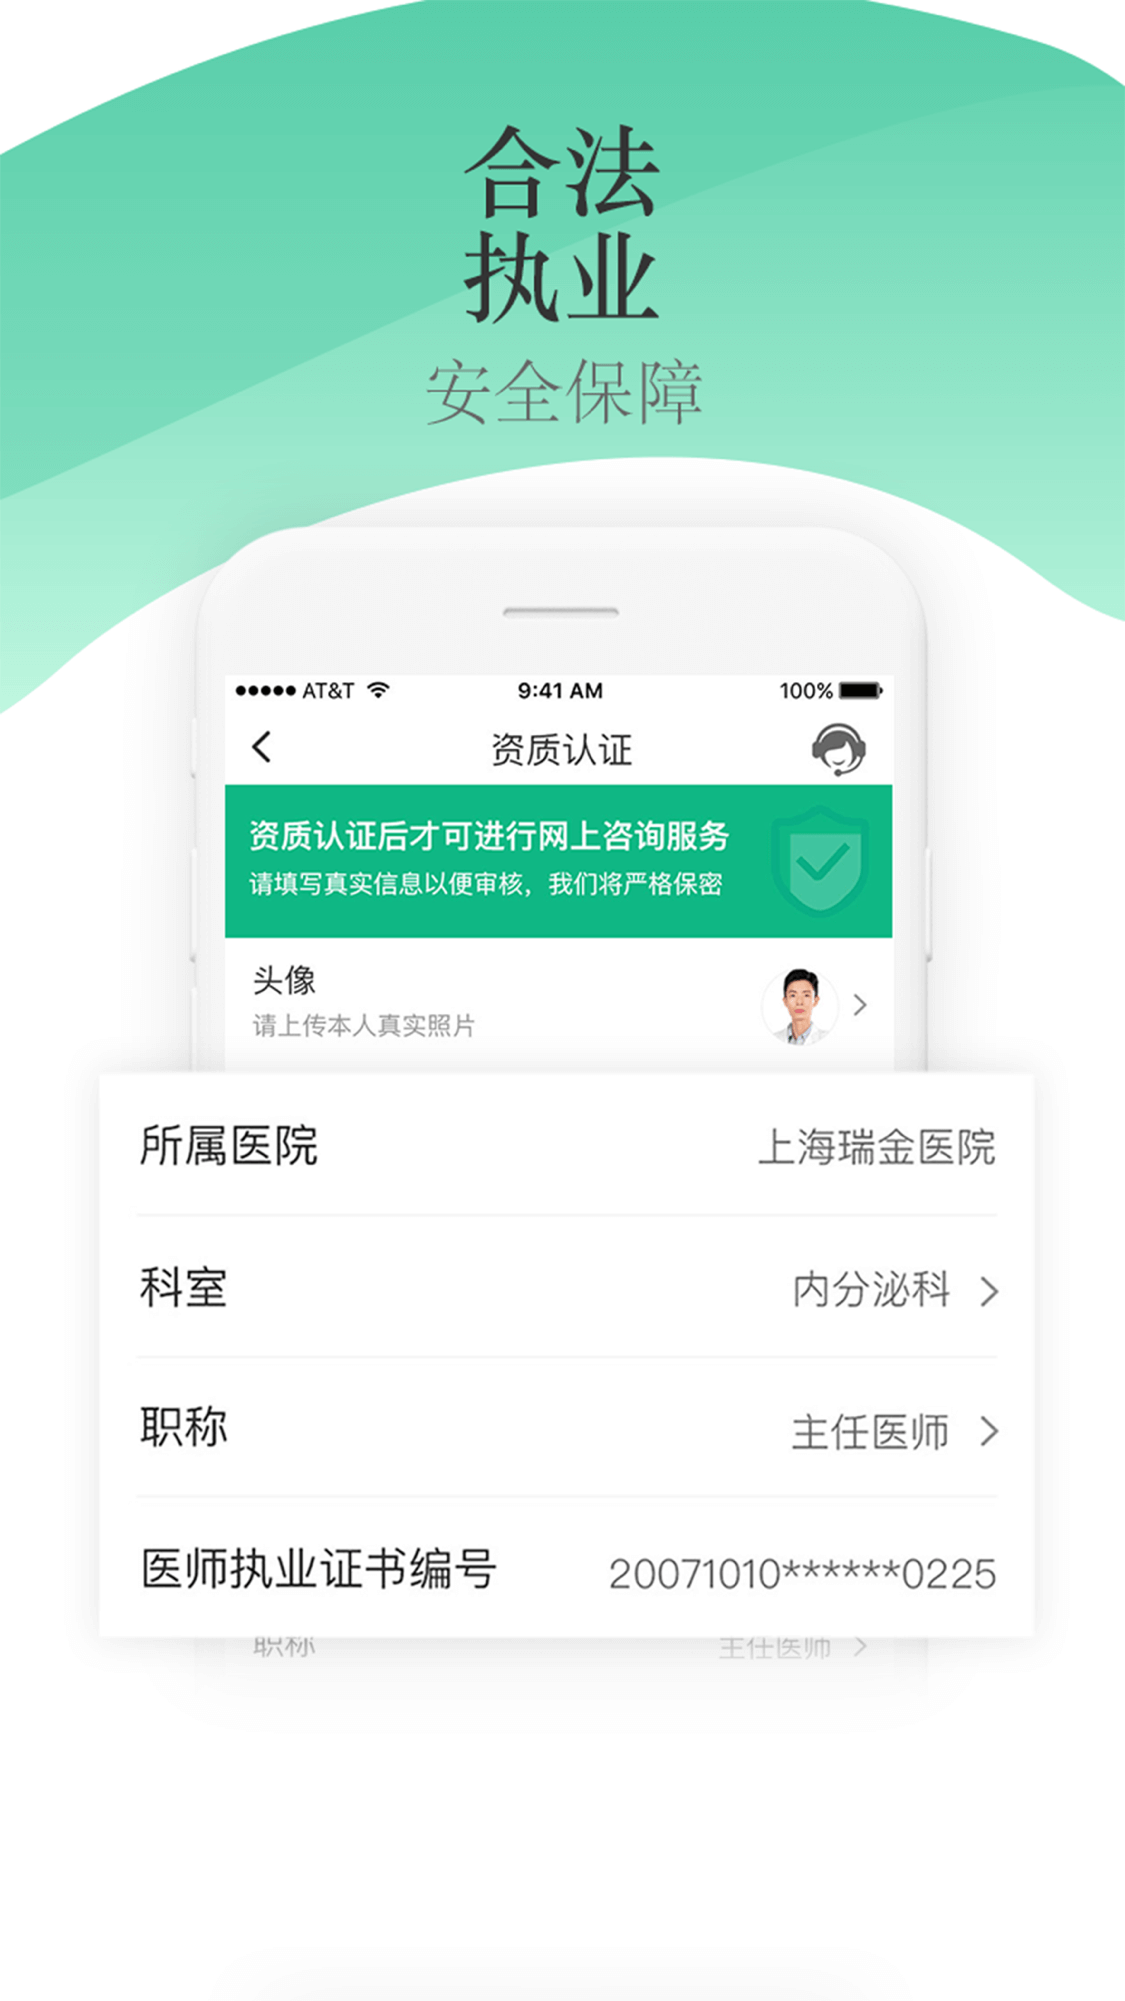 合法
执业
安全保障
●●●●● AT&T 9:41 AM 100%
资质认证
资质认证后才可进行网上咨询服务
请填写真实信息以便审核，我们将严格保密
头像
请上传本人真实照片
所属医院 上海瑞金医院
科室 内分泌科
职称 主任医师
医师执业证书编号 20071010******0225
职称 主任医师